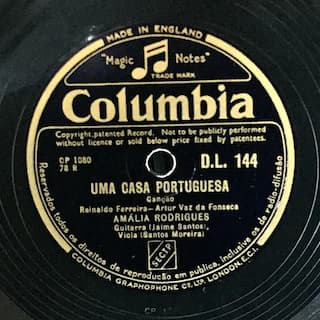 MADE IN ENGLAND
"Magic Notes"
TRADE MARK
Columbia
Copyright, patented Record. Not to be publicly performed
without licence or sold below price fixed by patentees.
CP 1080
78 R
D.L. 144
UMA CASA PORTUGUESA
Canção
Reinaldo Ferreira—Artur Vaz da Fonseca
AMÁLIA RODRIGUES
Guitarra (Jaime Santos),
Viola (Santos Moreira)
SECIP
Reservados todos os direitos de reprodução em publico, inclusive os de radio-difusão.
COLUMBIA GRAPHOPHONE Co. LTD. LONDON, E.C.1.